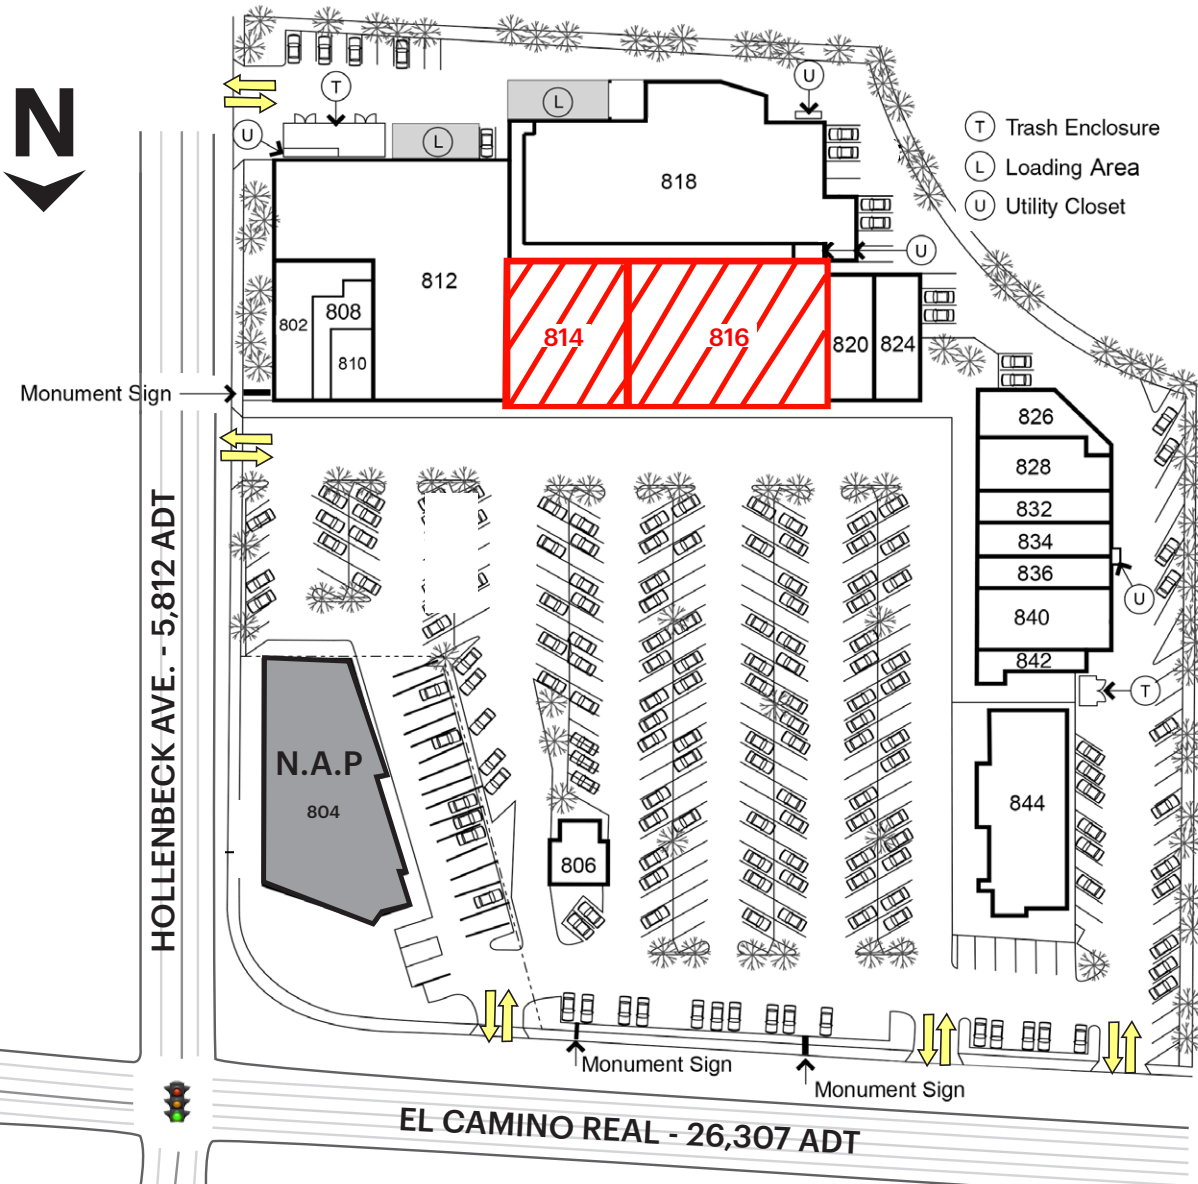 N
T
U
L
L
U
T Trash Enclosure
L Loading Area
U Utility Closet
818
U
812
802
808
810
814
816
820
824
Monument Sign
826
828
832
834
836
840
842
U
T
HOLLENBECK AVE. - 5,812 ADT
N.A.P
804
806
844
Monument Sign
Monument Sign
EL CAMINO REAL - 26,307 ADT